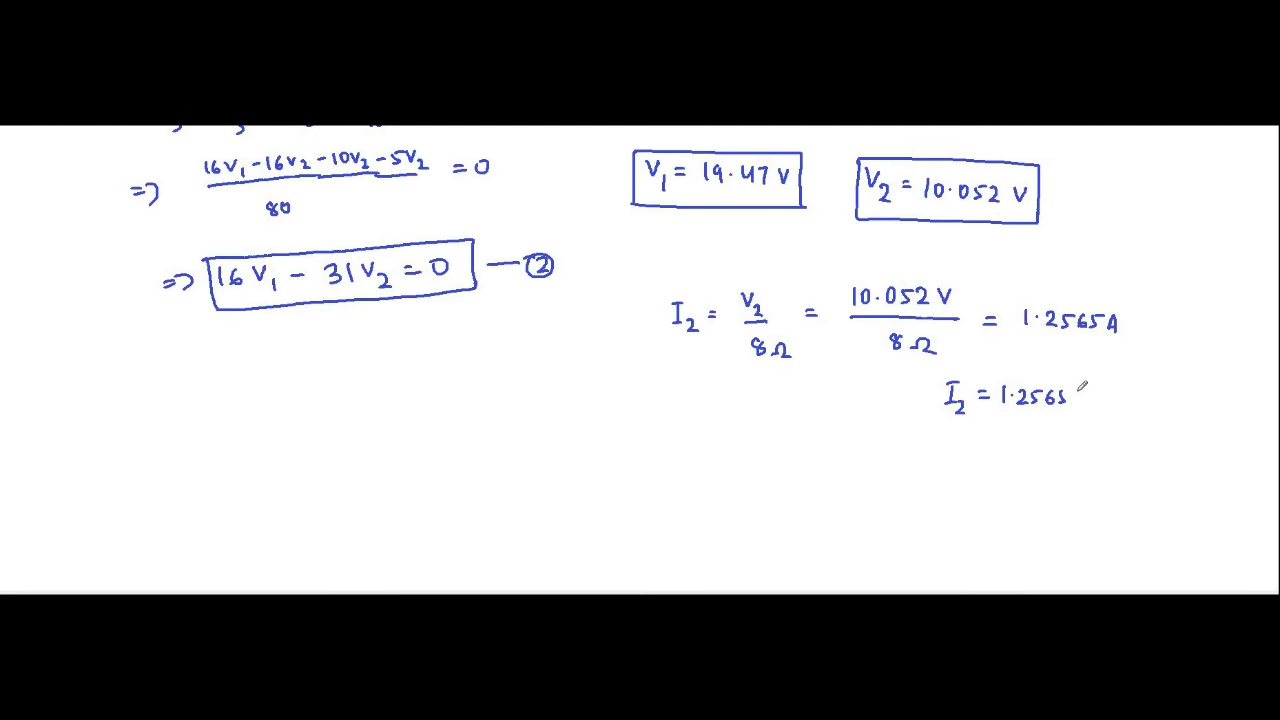 => 16V₁ - 16V₂ - 10V₂ - 5V₂ = 0
80
=> 16V₁ - 31V₂ = 0 — ②
V₁ = 19.47 V
V₂ = 10.052 V
I₂ = V₂ / 8Ω = 10.052 V / 8Ω = 1.2565A
I₂ = 1.2565